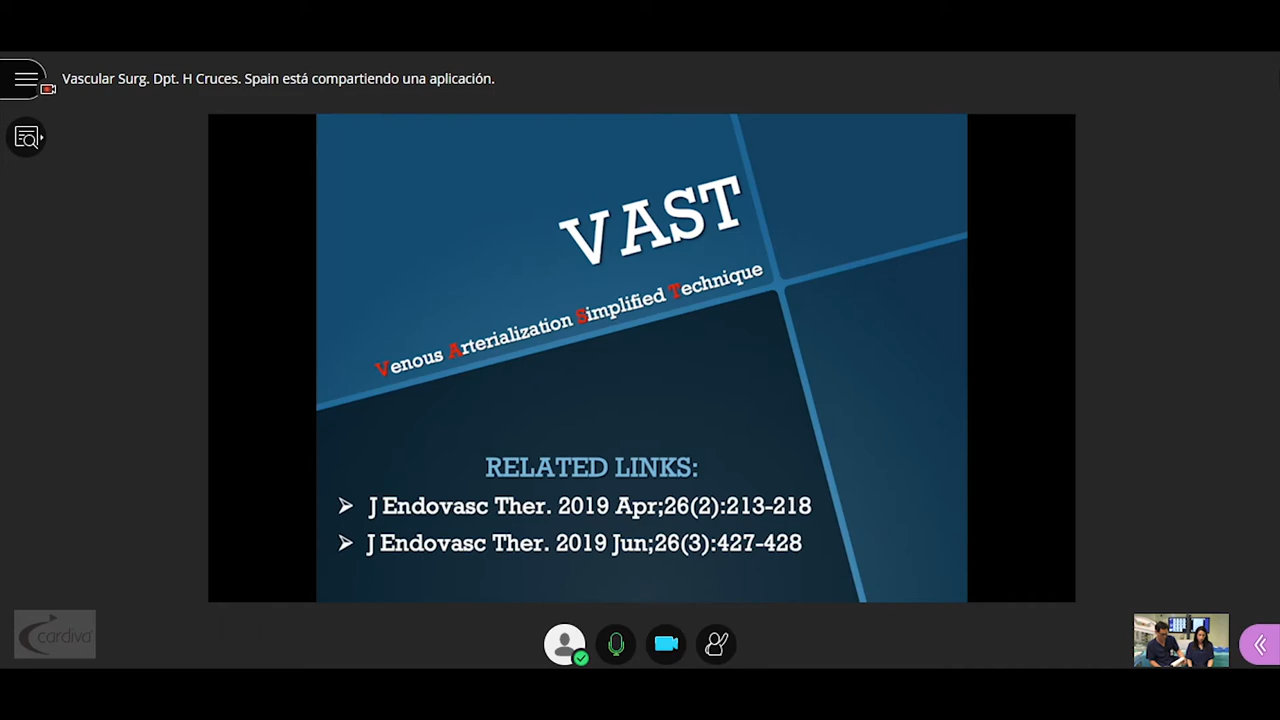 Vascular Surg. Dpt. H Cruces. Spain está compartiendo una aplicación.
VAST
Venous Arterialization Simplified Technique
RELATED LINKS:
J Endovasc Ther. 2019 Apr;26(2):213-218
J Endovasc Ther. 2019 Jun;26(3):427-428
cardiva